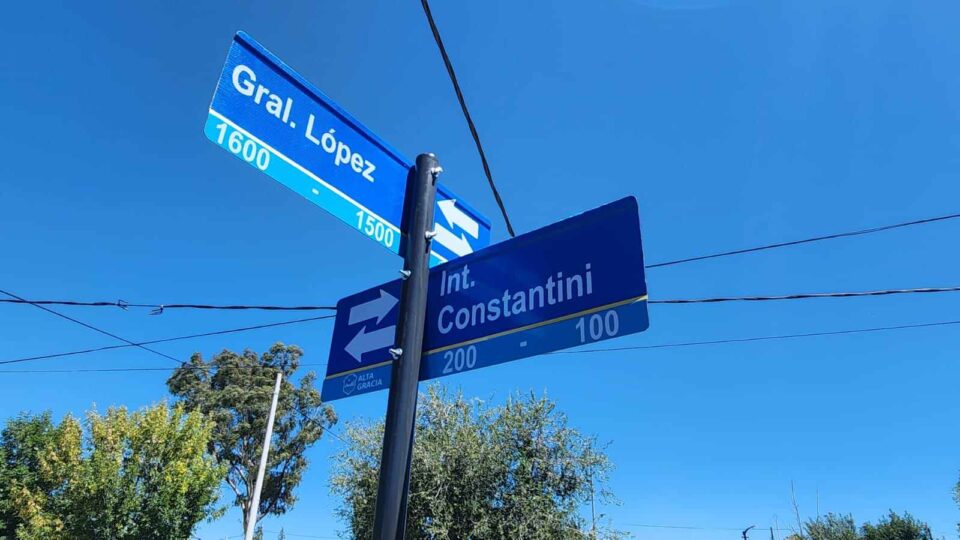 Gral. López
1600 - 1500
Int.
Constantini
200 - 100
ALTA
GRACIA